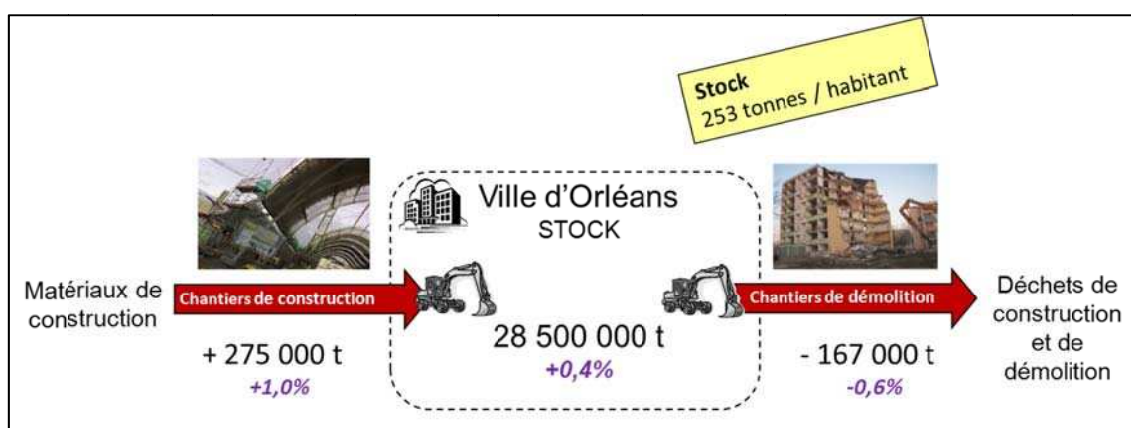 Stock
253 tonnes / habitant
Ville d'Orléans
STOCK
Matériaux de
construction
Chantiers de construction
+ 275 000 t
+1,0%
28 500 000 t
+0,4%
Chantiers de démolition
- 167 000 t
-0,6%
Déchets de
construction
et de
démolition